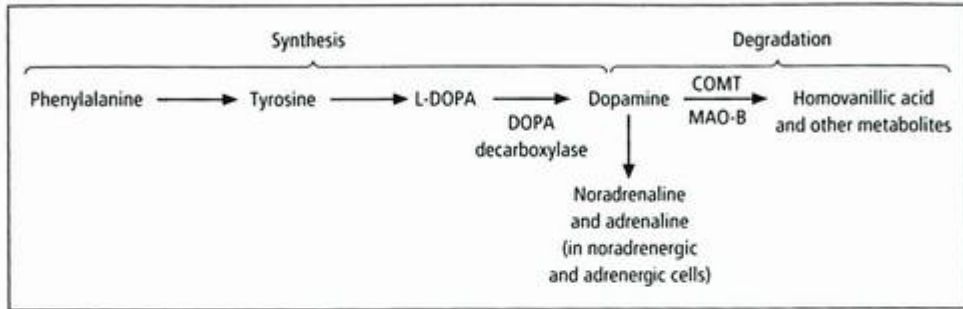 Synthesis
Degradation
Phenylalanine
Tyrosine
L-DOPA
Dopamine
COMT
MAO-B
Homovanillic acid
and other metabolites
DOPA
decarboxylase
Noradrenaline
and adrenaline
(in noradrenergic
and adrenergic cells)